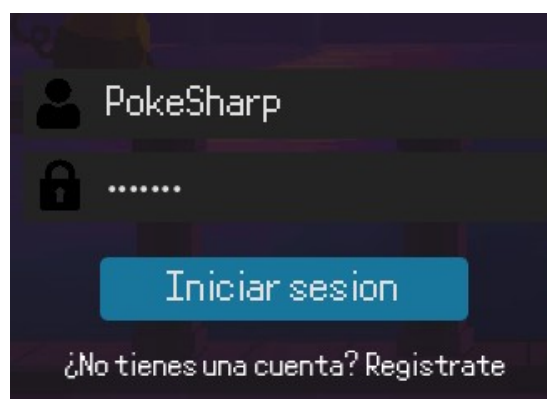 PokeSharp
•••••••
Iniciar sesion
¿No tienes una cuenta? Registrate